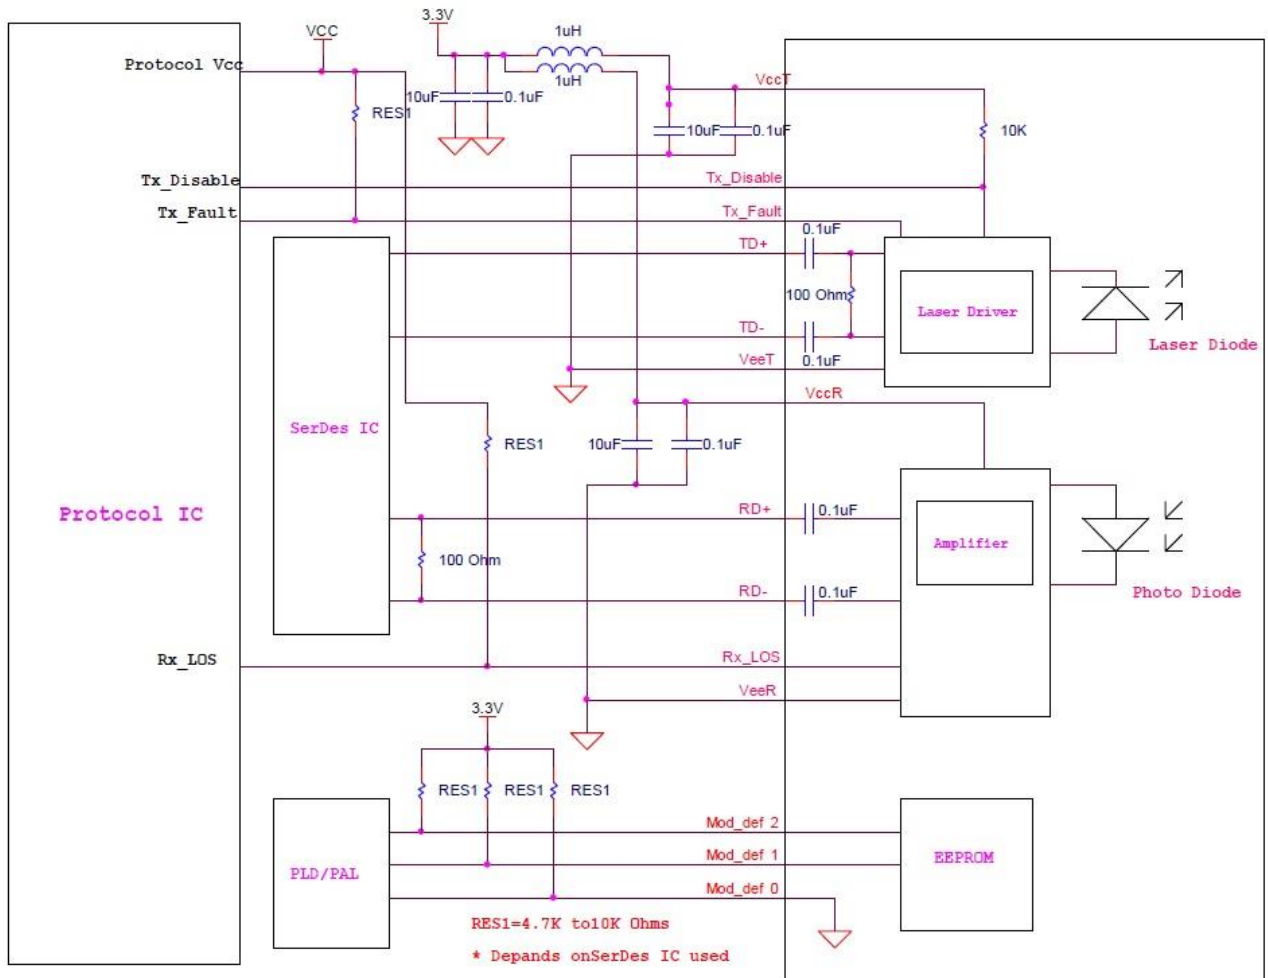 3.3V
VCC
1uH
Protocol Vcc
1uH
VccT
RES1
10uF
0.1uF
10uF
0.1uF
10K
Tx_Disable
Tx_Disable
Tx_Fault
Tx_Fault
0.1uF
TD+
100 Ohm
Laser Driver
TD-
Laser Diode
VeeT
0.1uF
VccR
SerDes IC
RES1
10uF
0.1uF
Protocol IC
RD+
0.1uF
Amplifier
100 Ohm
RD-
0.1uF
Photo Diode
Rx_LOS
Rx_LOS
VeeR
3.3V
RES1
RES1
RES1
Mod_def 2
Mod_def 1
EEPROM
PLD/PAL
Mod_def 0
RES1=4.7K to10K Ohms
* Depands onSerDes IC used